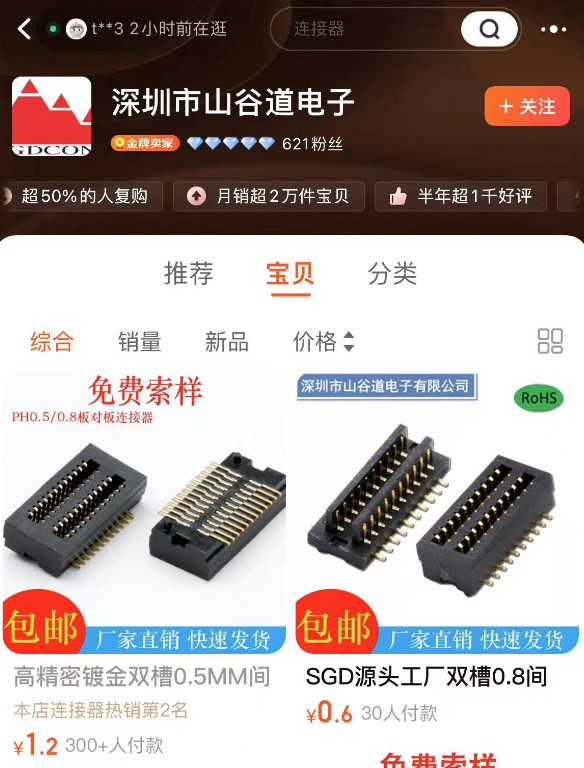 t**3 2小时前在逛
连接器
深圳市山谷道电子
+ 关注
GDCON
金牌卖家
621粉丝
超50%的人复购
月销超2万件宝贝
半年超1千好评
推荐
宝贝
分类
综合
销量
新品
价格
免费索样
PH0.5/0.8板对板连接器
包邮
厂家直销 快速发货
高精密镀金双槽0.5MM间
本店连接器热销第2名
¥1.2 300+人付款
深圳市山谷道电子有限公司
RoHS
包邮
厂家直销 快速发货
SGD源头工厂双槽0.8间
¥0.6 30人付款
免费索样